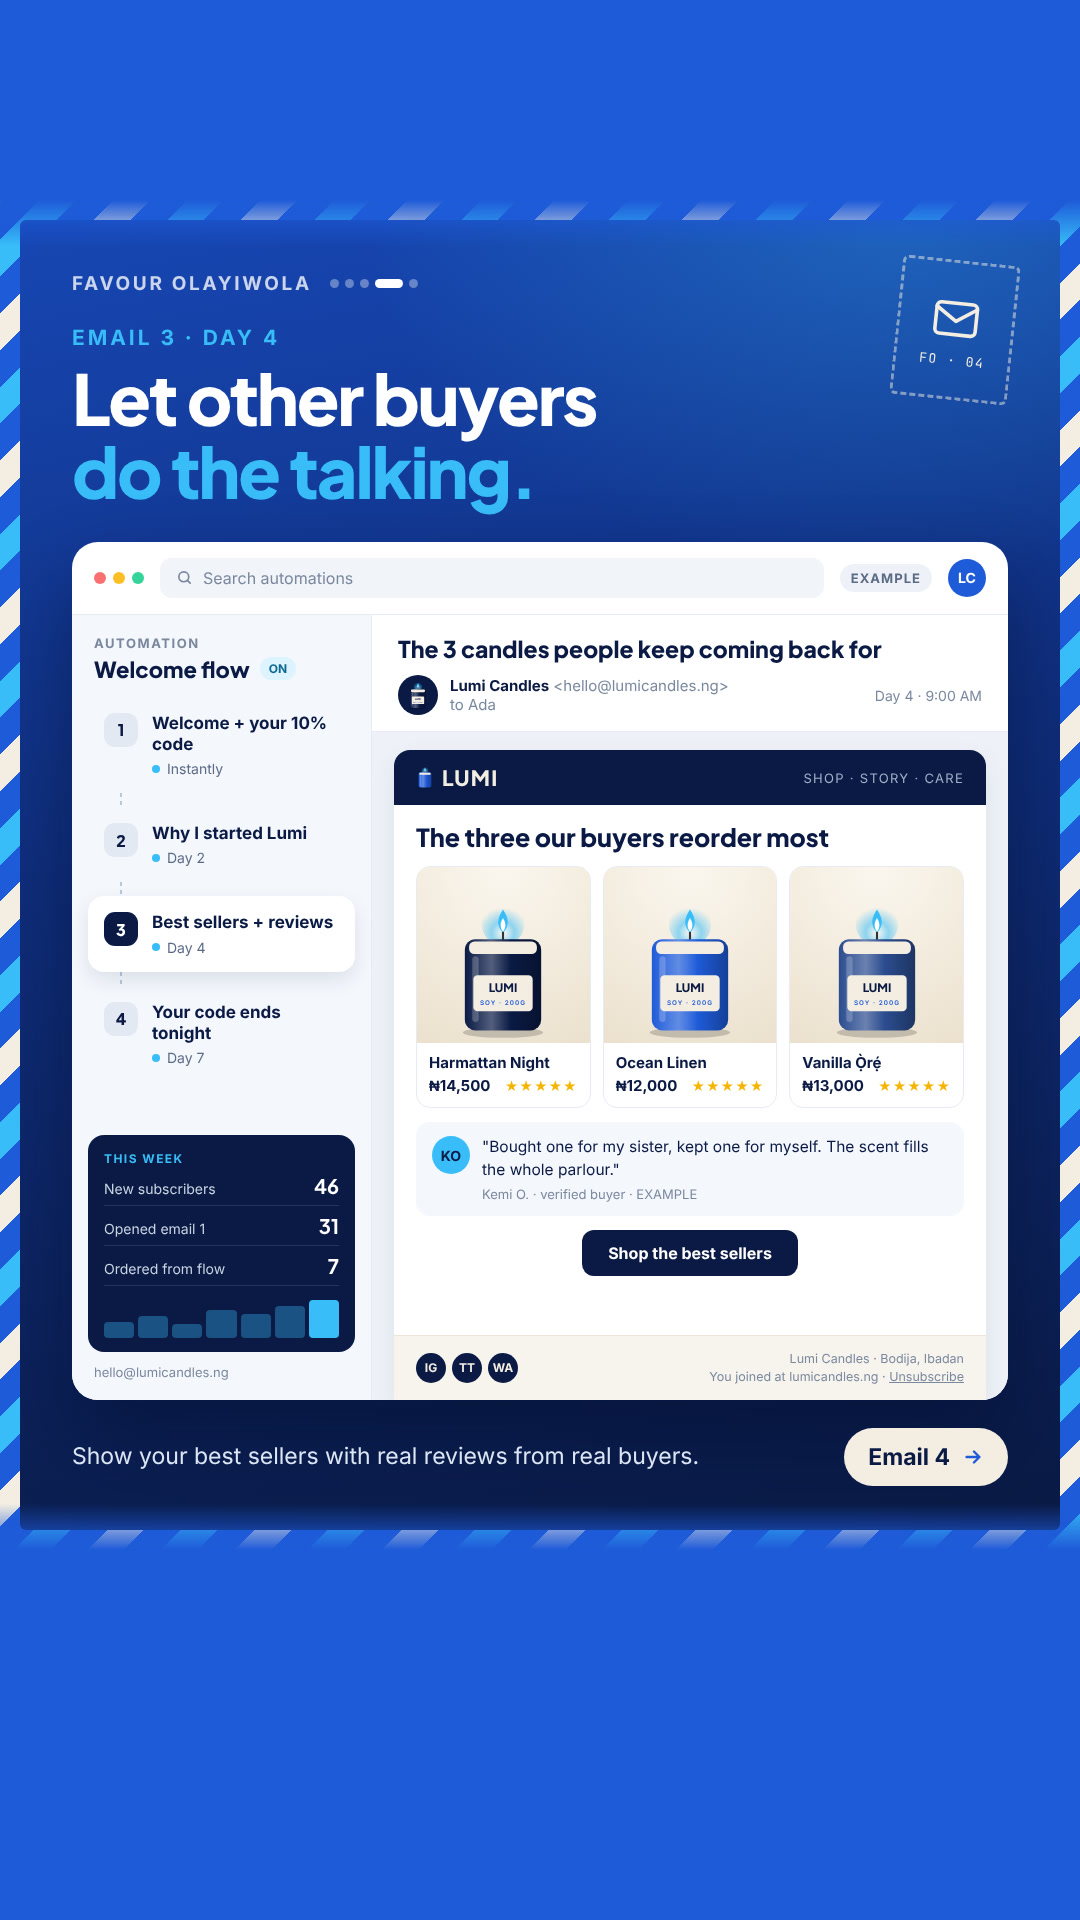 FAVOUR OLAYIWOLA
EMAIL 3 · DAY 4
Let other buyers
do the talking.
FO · 04
Search automations
EXAMPLE
LC
AUTOMATION
Welcome flow ON
1
Welcome + your 10%
code
Instantly
2
Why I started Lumi
Day 2
3
Best sellers + reviews
Day 4
4
Your code ends
tonight
Day 7
THIS WEEK
New subscribers 46
Opened email 1 31
Ordered from flow 7
hello@lumicandles.ng
The 3 candles people keep coming back for
Lumi Candles <hello@lumicandles.ng>
to Ada
Day 4 · 9:00 AM
LUMI
SHOP · STORY · CARE
The three our buyers reorder most
LUMI
SOY · 200G
Harmattan Night
₦14,500 ★★★★★
LUMI
SOY · 200G
Ocean Linen
₦12,000 ★★★★★
LUMI
SOY · 200G
Vanilla Ọ̀rẹ́
₦13,000 ★★★★★
KO
"Bought one for my sister, kept one for myself. The scent fills
the whole parlour."
Kemi O. · verified buyer · EXAMPLE
Shop the best sellers
IG TT WA
Lumi Candles · Bodija, Ibadan
You joined at lumicandles.ng · Unsubscribe
Show your best sellers with real reviews from real buyers.
Email 4 →